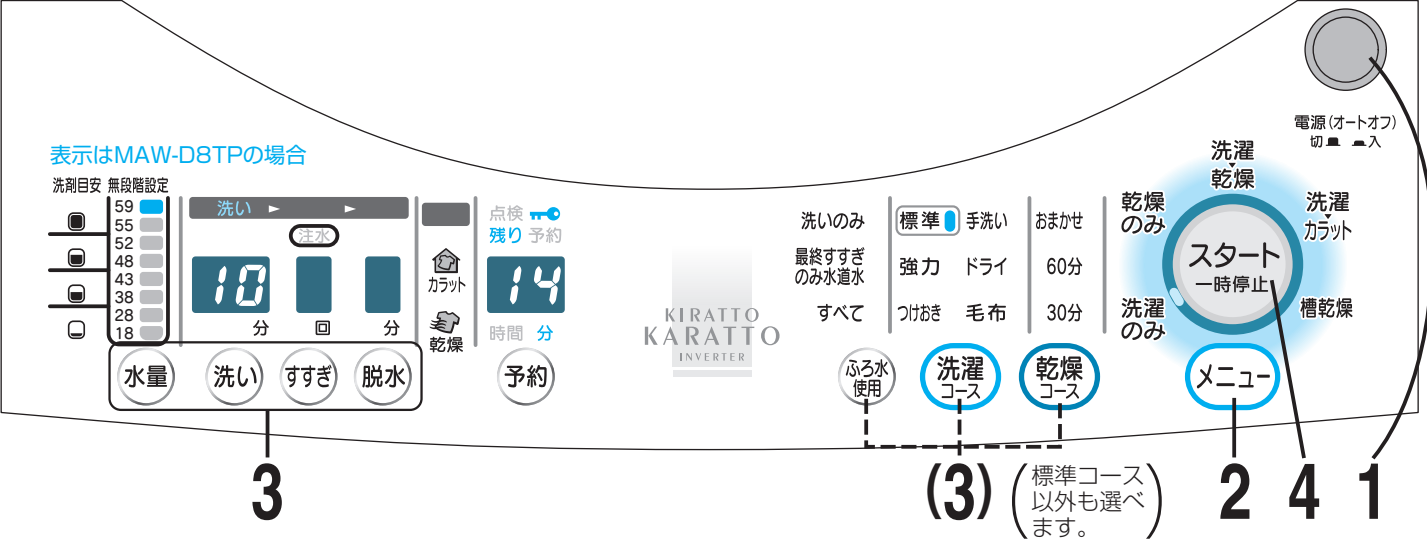 電源(オートオフ)
切 入
表示はMAW-D8TPの場合
洗剤目安 無段階設定
59
55
52
48
43
38
28
18
洗い ► ►
注水
10
分 回 分
カラット
乾燥
点検
残り 予約
14
時間 分
水量 洗い すすぎ 脱水 予約
KIRATTO
KARATTO
INVERTER
洗いのみ
最終すすぎ
のみ水道水
すべて
標準 手洗い
強力 ドライ
つけおき 毛布
おまかせ
60分
30分
ふろ水
使用
洗濯
コース
乾燥
コース
洗濯
乾燥
乾燥
のみ
洗濯
カラット
スタート
一時停止
洗濯
のみ
槽乾燥
メニュー
3
(3)
(標準コース
以外も選べ
ます。)
2 4 1